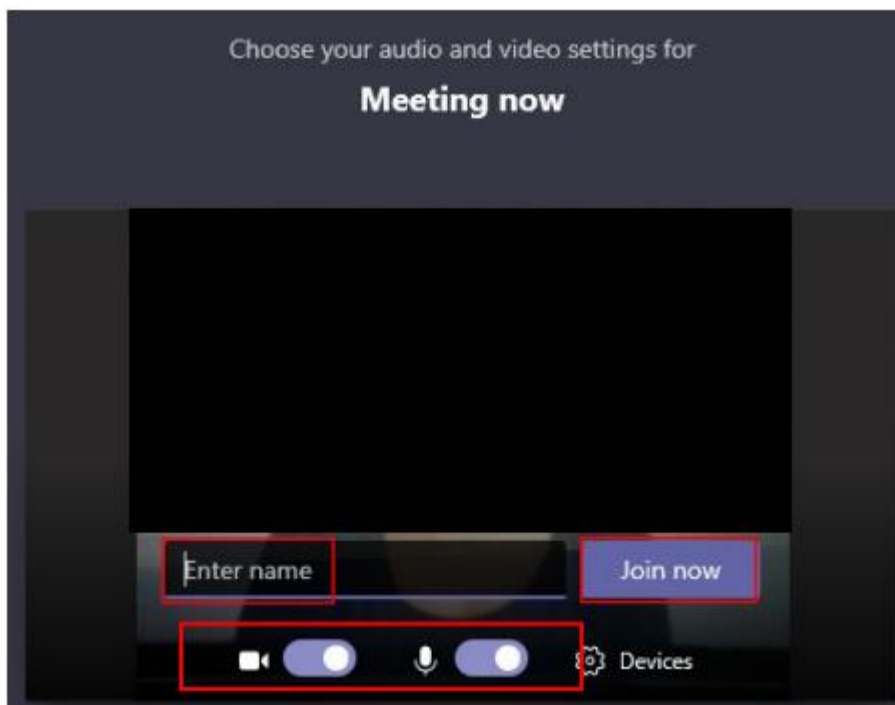 Choose your audio and video settings for
Meeting now
Enter name
Join now
Devices